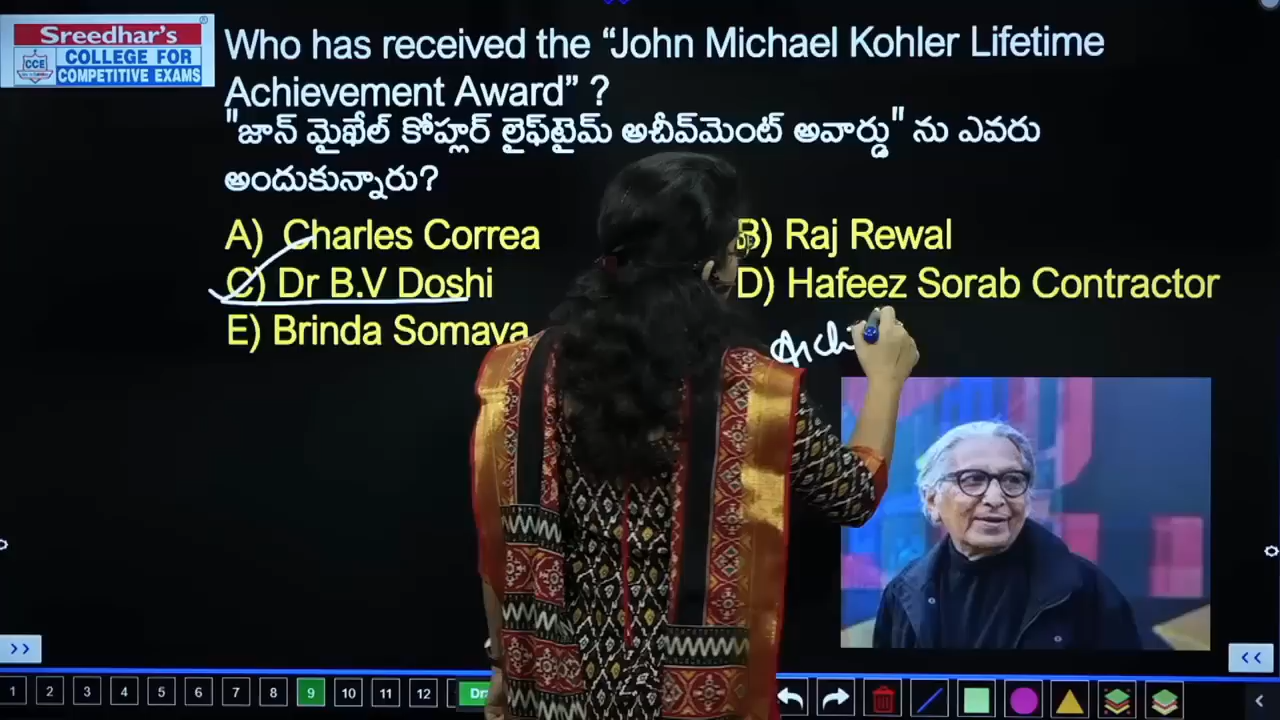 Sreedhar's
®
CCE
COLLEGE FOR
COMPETITIVE EXAMS
Who has received the “John Michael Kohler Lifetime
Achievement Award” ?
"జాన్ మైఖేల్ కోహ్లర్ లైఫ్‌టైమ్ అచీవ్‌మెంట్ అవార్డు" ను ఎవరు
అందుకున్నారు?
A) Charles Correa
B) Raj Rewal
C) Dr B.V Doshi
D) Hafeez Sorab Contractor
E) Brinda Somaya
Archi
>>
<<
1 2 3 4 5 6 7 8 9 10 11 12